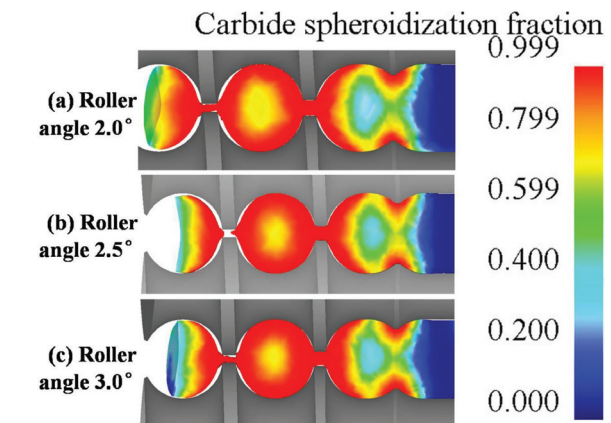 Carbide spheroidization fraction
0.999
(a) Roller
angle 2.0°
0.799
0.599
(b) Roller
angle 2.5°
0.400
0.200
(c) Roller
angle 3.0°
0.000